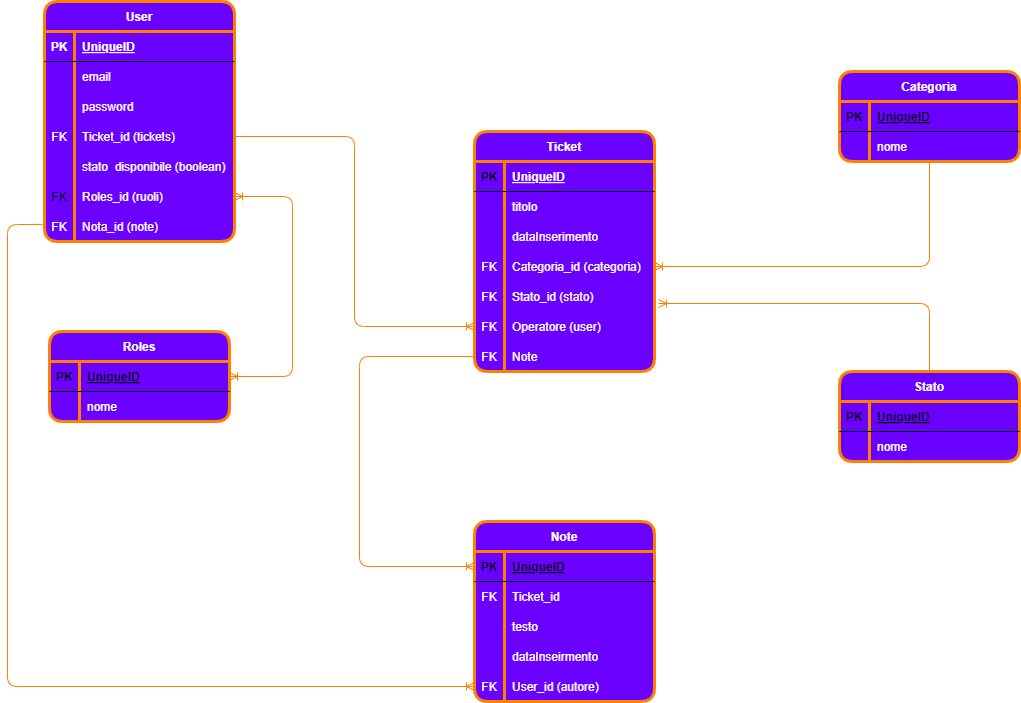 User
PK UniqueID
email
password
FK Ticket_id (tickets)
stato disponibile (boolean)
FK Roles_id (ruoli)
FK Nota_id (note)
Roles
PK UniqueID
nome
Ticket
PK UniqueID
titolo
dataInserimento
FK Categoria_id (categoria)
FK Stato_id (stato)
FK Operatore (user)
FK Note
Categoria
PK UniqueID
nome
Stato
PK UniqueID
nome
Note
PK UniqueID
FK Ticket_id
testo
dataInseirmento
FK User_id (autore)